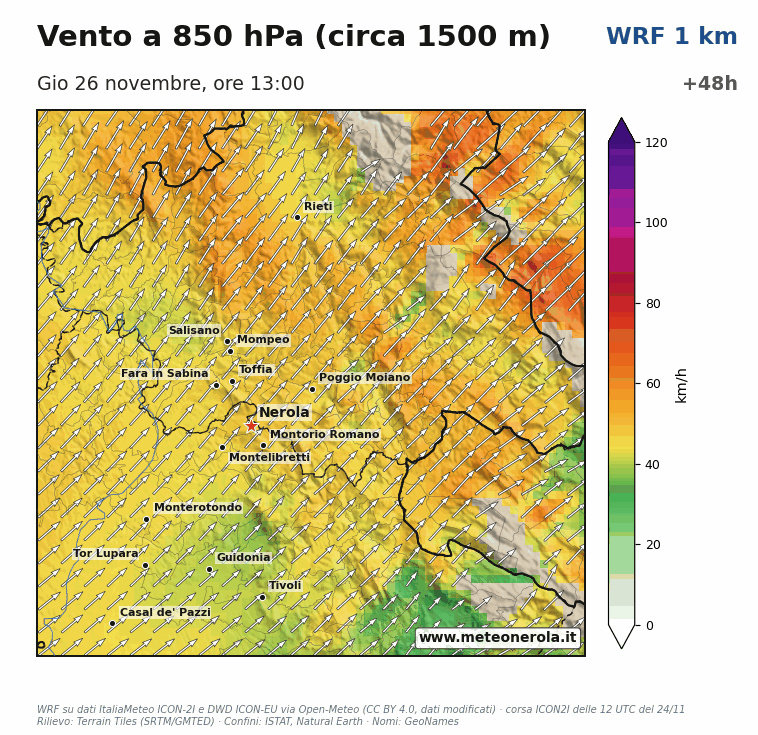 Vento a 850 hPa (circa 1500 m)
WRF 1 km
Gio 26 novembre, ore 13:00
+48h
Rieti
Salisano
Mompeo
Toffia
Fara in Sabina
Poggio Moiano
Nerola
Montorio Romano
Montelibretti
Monterotondo
Tor Lupara
Guidonia
Tivoli
Casal de' Pazzi
www.meteonerola.it
120
100
80
60
40
20
0
km/h
WRF su dati ItaliaMeteo ICON-2I e DWD ICON-EU via Open-Meteo (CC BY 4.0, dati modificati) · corsa ICON2I delle 12 UTC del 24/11
Rilievo: Terrain Tiles (SRTM/GMTED) · Confini: ISTAT, Natural Earth · Nomi: GeoNames